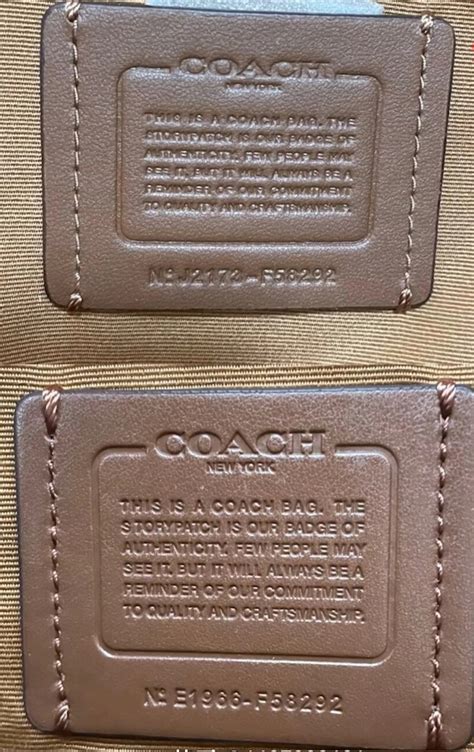 COACH
NEW YORK
THIS IS A COACH BAG. THE
STORYPATCH IS OUR BADGE OF
AUTHENTICITY. FEW PEOPLE MAY
SEE IT, BUT IT WILL ALWAYS BE A
REMINDER OF OUR COMMITMENT
TO QUALITY AND CRAFTSMANSHIP.
Nº J2173-F58292
COACH
NEW YORK
THIS IS A COACH BAG. THE
STORYPATCH IS OUR BADGE OF
AUTHENTICITY. FEW PEOPLE MAY
SEE IT, BUT IT WILL ALWAYS BE A
REMINDER OF OUR COMMITMENT
TO QUALITY AND CRAFTSMANSHIP.
Nº E1966-F58292